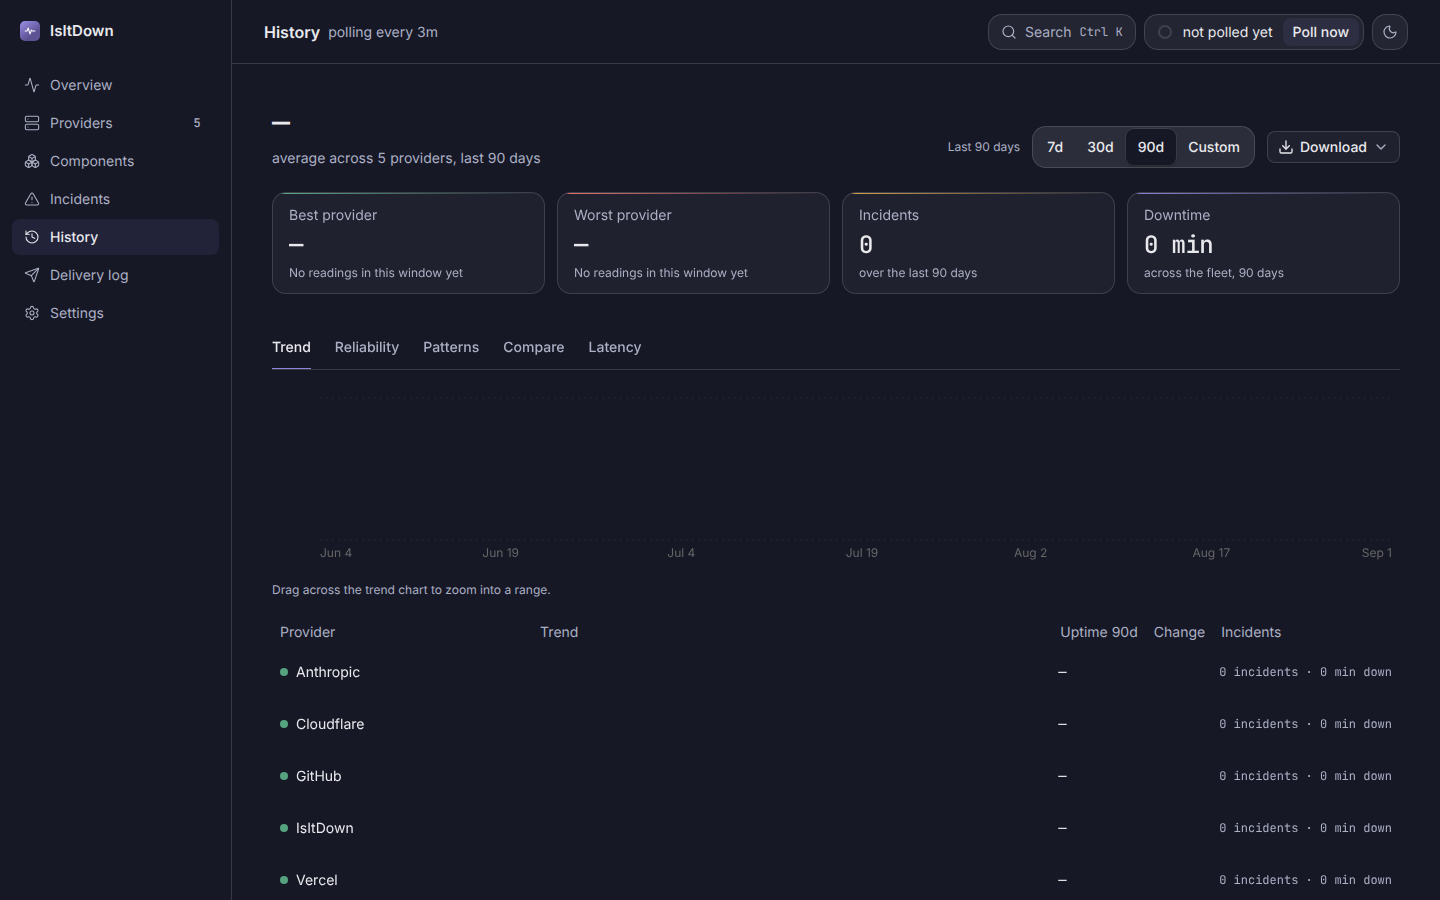 IsItDown
Overview
Providers 5
Components
Incidents
History
Delivery log
Settings
History polling every 3m
Search Ctrl K
not polled yet Poll now
—
average across 5 providers, last 90 days
Last 90 days 7d 30d 90d Custom Download
Best provider
—
No readings in this window yet
Worst provider
—
No readings in this window yet
Incidents
0
over the last 90 days
Downtime
0 min
across the fleet, 90 days
Trend Reliability Patterns Compare Latency
Jun 4 Jun 19 Jul 4 Jul 19 Aug 2 Aug 17 Sep 1
Drag across the trend chart to zoom into a range.
Provider Trend Uptime 90d Change Incidents
Anthropic — 0 incidents · 0 min down
Cloudflare — 0 incidents · 0 min down
GitHub — 0 incidents · 0 min down
IsItDown — 0 incidents · 0 min down
Vercel — 0 incidents · 0 min down